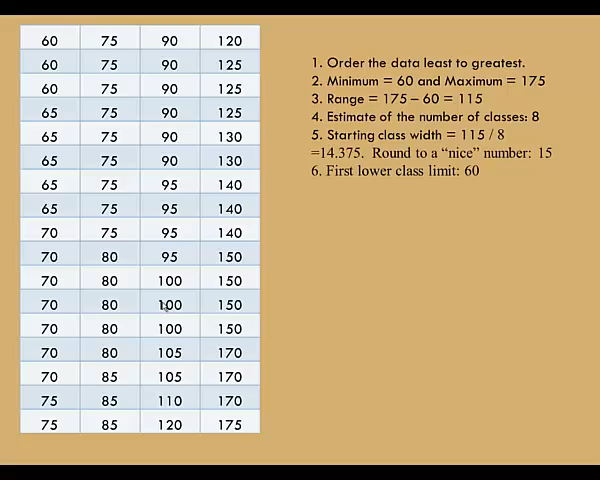 60 75 90 120
60 75 90 125
60 75 90 125
65 75 90 125
65 75 90 130
65 75 90 130
65 75 95 140
65 75 95 140
70 75 95 140
70 80 95 150
70 80 100 150
70 80 100 150
70 80 100 150
70 80 105 170
70 85 105 170
75 85 110 170
75 85 120 175
1. Order the data least to greatest.
2. Minimum = 60 and Maximum = 175
3. Range = 175 – 60 = 115
4. Estimate of the number of classes: 8
5. Starting class width = 115 / 8
=14.375. Round to a “nice” number: 15
6. First lower class limit: 60